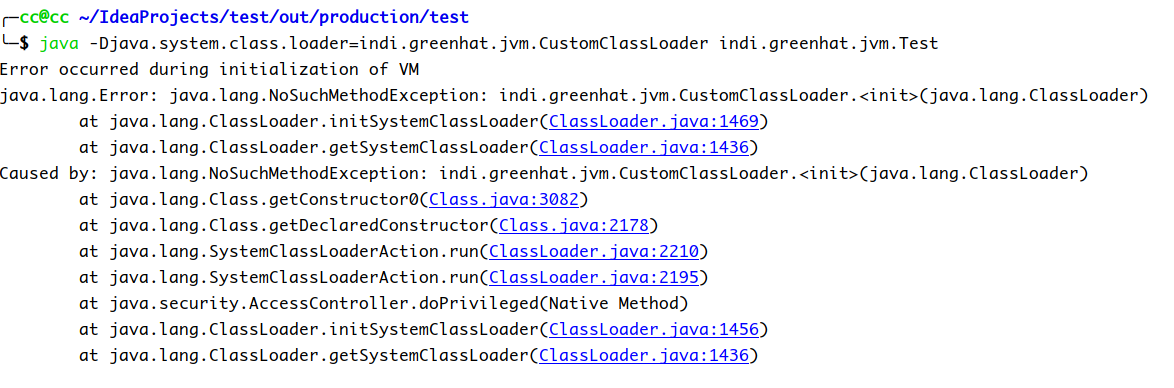 ╭─cc@cc ~/IdeaProjects/test/out/production/test
╰─$ java -Djava.system.class.loader=indi.greenhat.jvm.CustomClassLoader indi.greenhat.jvm.Test
Error occurred during initialization of VM
java.lang.Error: java.lang.NoSuchMethodException: indi.greenhat.jvm.CustomClassLoader.<init>(java.lang.ClassLoader)
        at java.lang.ClassLoader.initSystemClassLoader(ClassLoader.java:1469)
        at java.lang.ClassLoader.getSystemClassLoader(ClassLoader.java:1436)
Caused by: java.lang.NoSuchMethodException: indi.greenhat.jvm.CustomClassLoader.<init>(java.lang.ClassLoader)
        at java.lang.Class.getConstructor0(Class.java:3082)
        at java.lang.Class.getDeclaredConstructor(Class.java:2178)
        at java.lang.SystemClassLoaderAction.run(ClassLoader.java:2210)
        at java.lang.SystemClassLoaderAction.run(ClassLoader.java:2195)
        at java.security.AccessController.doPrivileged(Native Method)
        at java.lang.ClassLoader.initSystemClassLoader(ClassLoader.java:1456)
        at java.lang.ClassLoader.getSystemClassLoader(ClassLoader.java:1436)